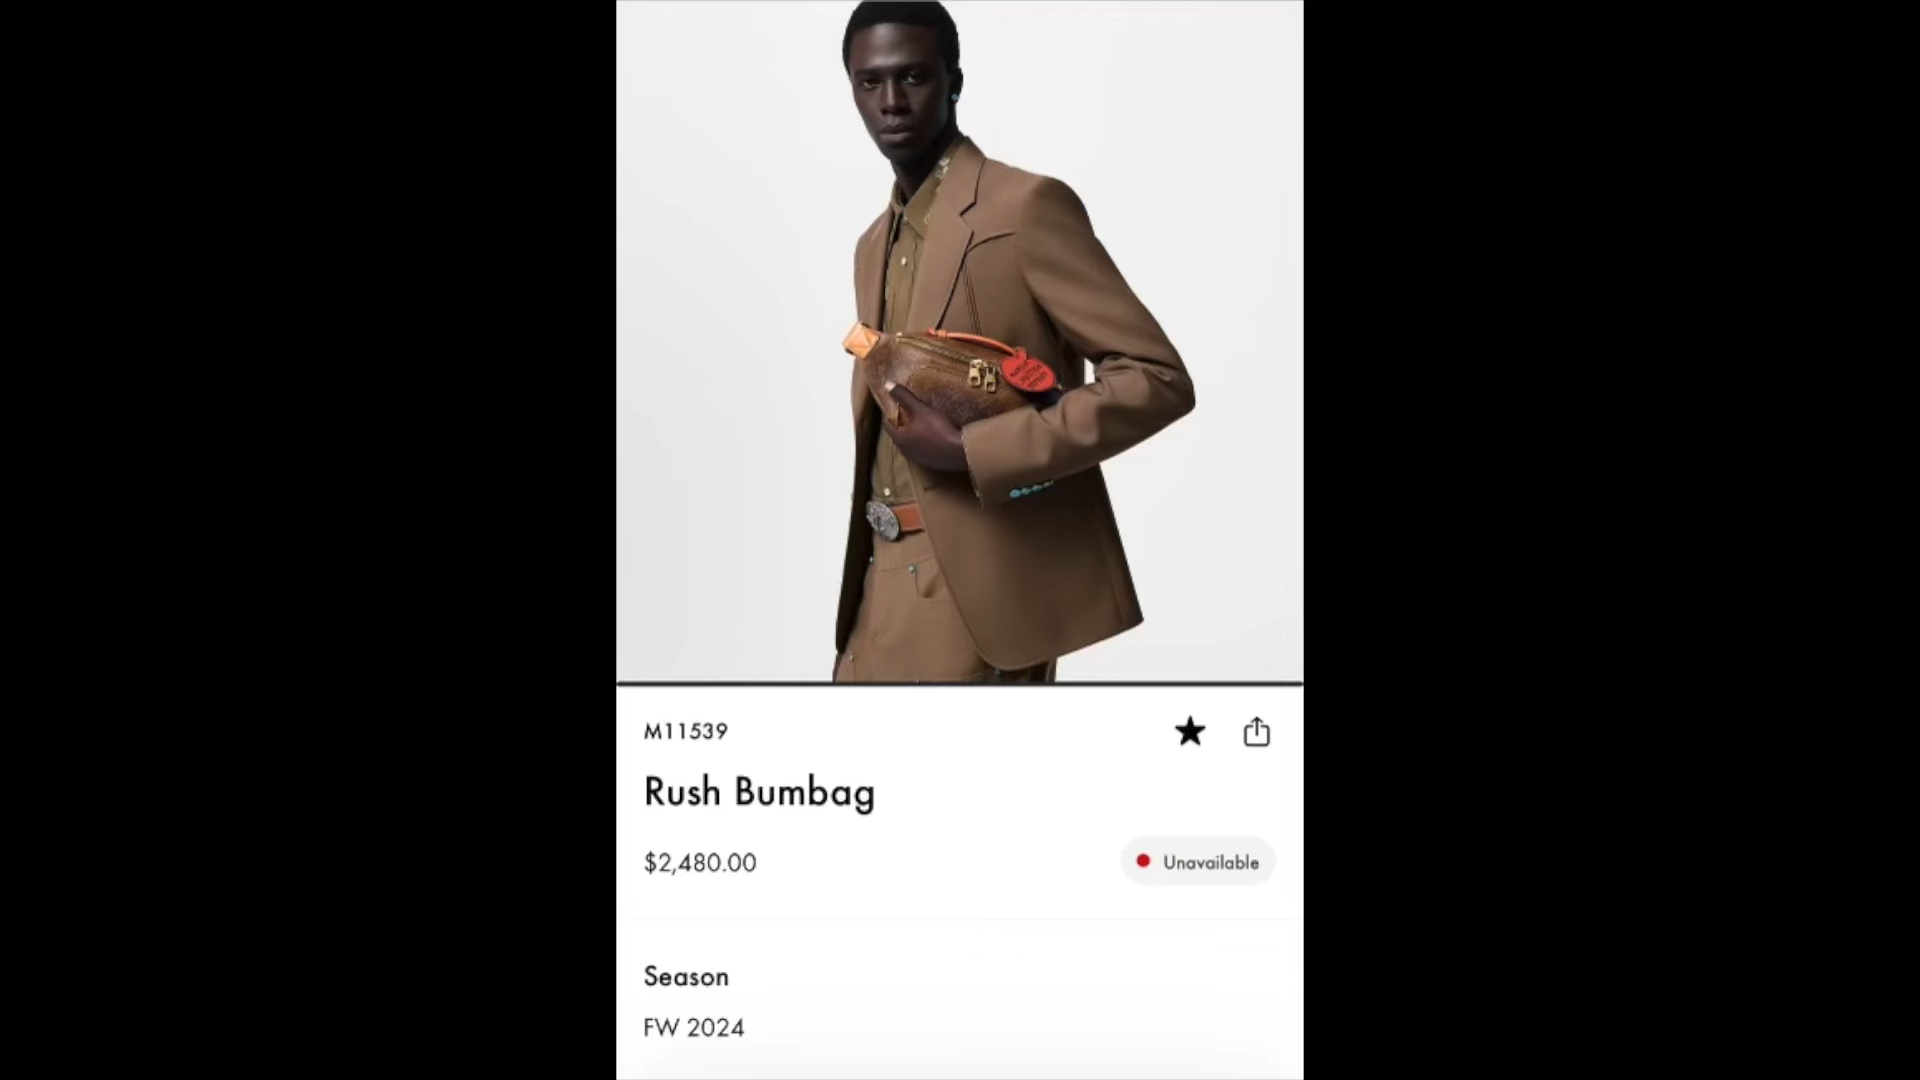 M11539
Rush Bumbag
$2,480.00
Unavailable
Season
FW 2024